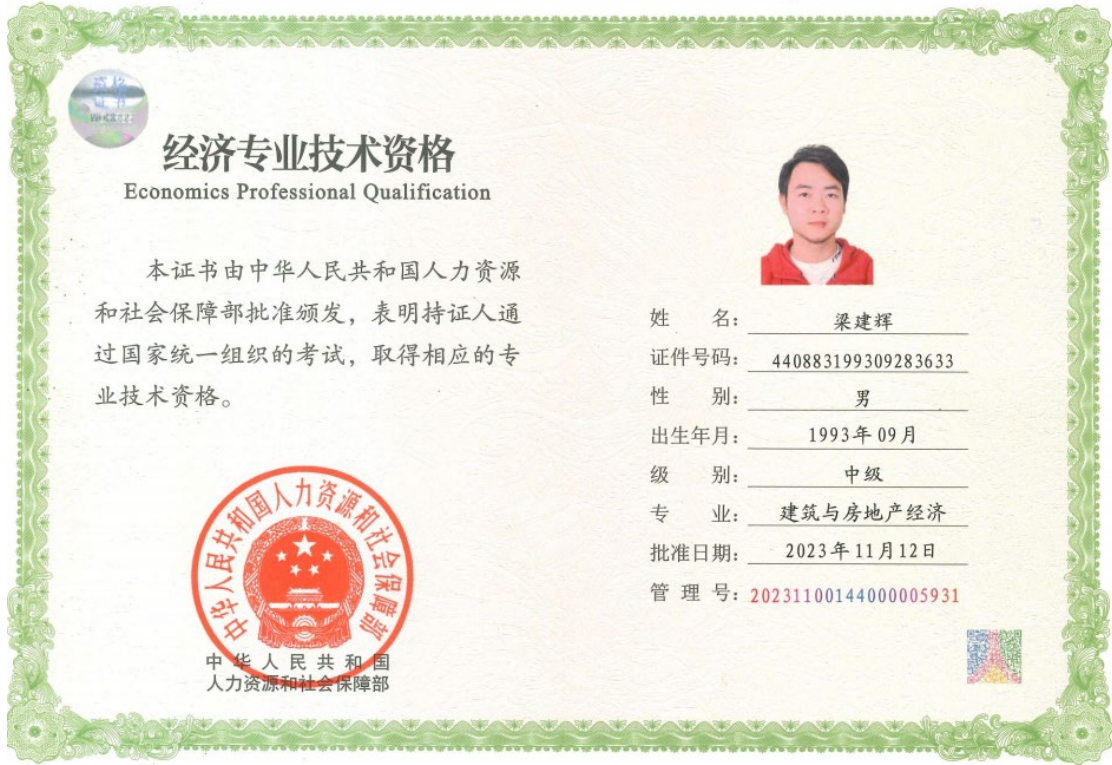 资格
证书
经济专业技术资格
Economics Professional Qualification
本证书由中华人民共和国人力资源
和社会保障部批准颁发，表明持证人通
过国家统一组织的考试，取得相应的专
业技术资格。
中华人民共和国人力资源和社会保障部
中华人民共和国
人力资源和社会保障部
姓 名： 梁建辉
证件号码： 440883199309283633
性 别： 男
出生年月： 1993年09月
级 别： 中级
专 业： 建筑与房地产经济
批准日期： 2023年11月12日
管 理 号： 20231100144000005931